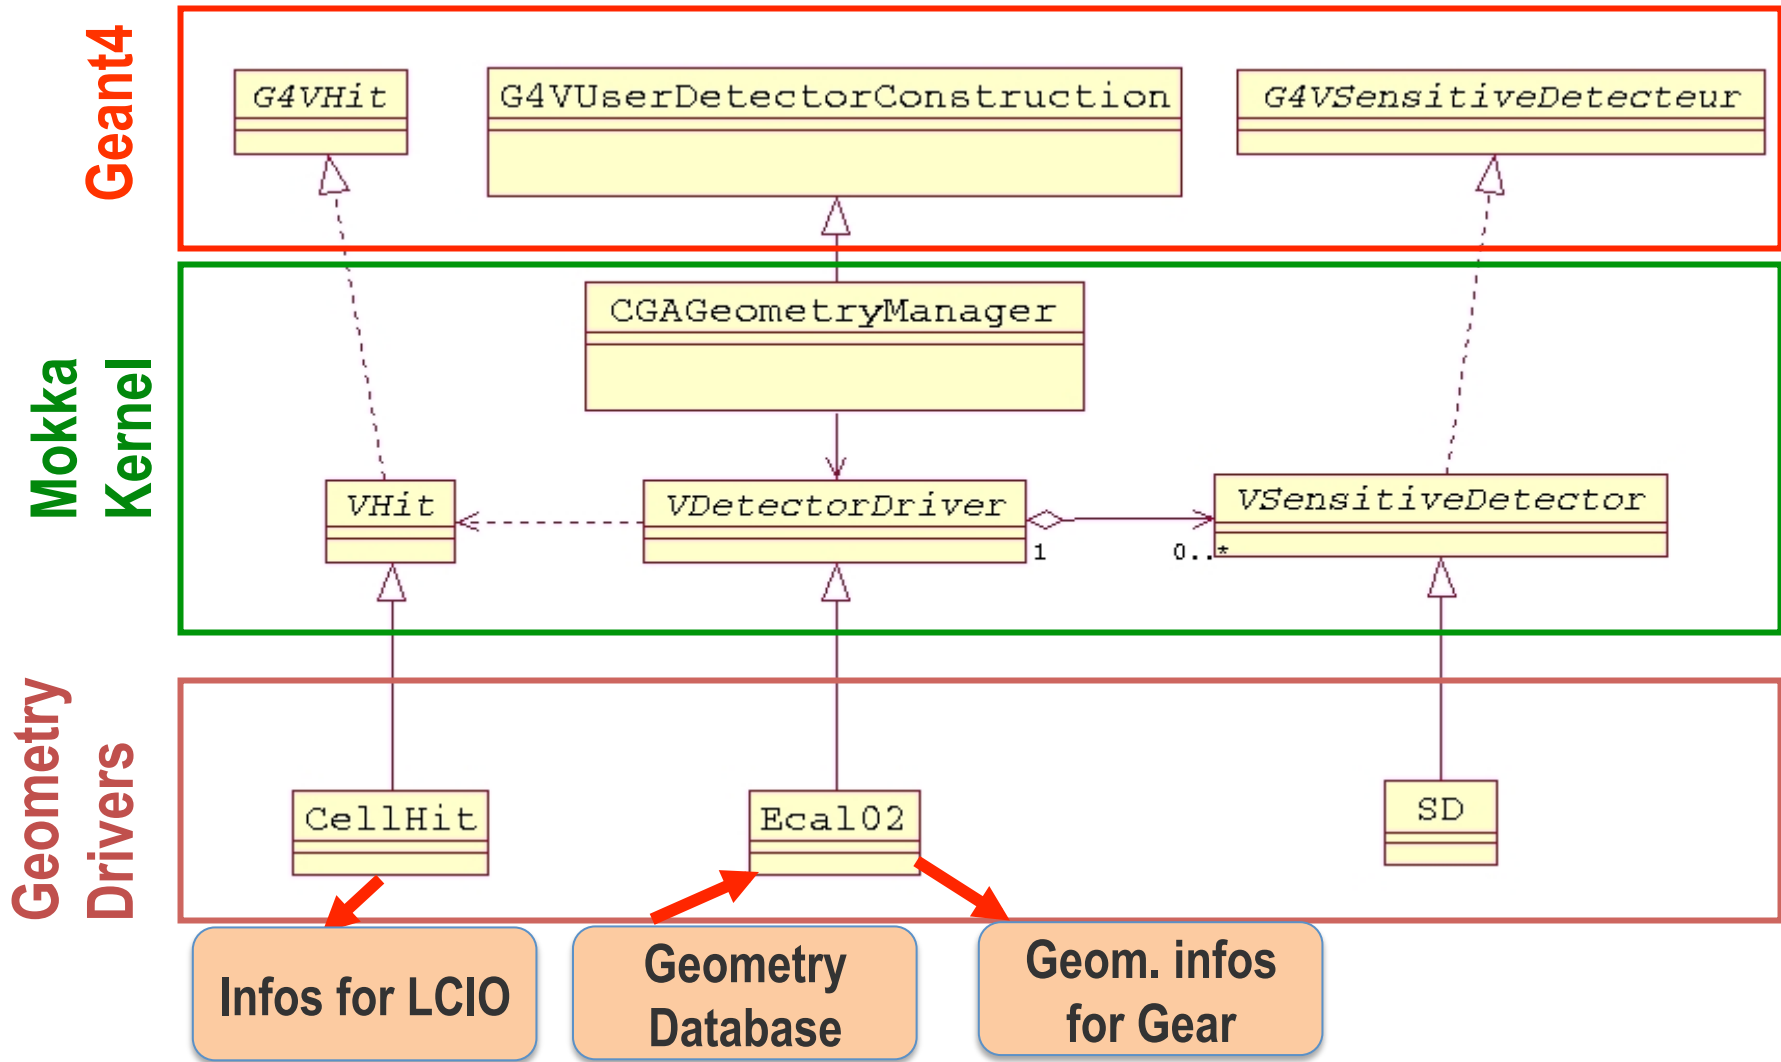 Geant4
G4VHit
G4VUserDetectorConstruction
G4VSensitiveDetecteur
Mokka
Kernel
CGAGeometryManager
VHit
VDetectorDriver
VSensitiveDetector
1
0..*
Geometry
Drivers
CellHit
Ecal02
SD
Infos for LCIO
Geometry
Database
Geom. infos
for Gear